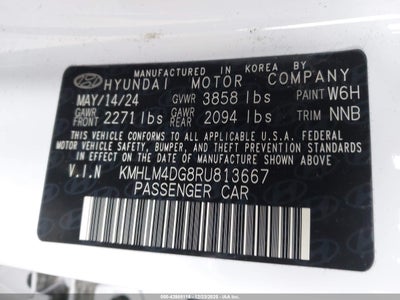 MANUFACTURED IN KOREA BY
HYUNDAI MOTOR COMPANY
MAY/14/24 GVWR 3858 lbs PAINT W6H
GAWR FRONT 2271 lbs GAWR REAR 2094 lbs TRIM NNB
THIS VEHICLE CONFORMS TO ALL APPLICABLE U.S.A. FEDERAL
MOTOR VEHICLE SAFETY, BUMPER, AND THEFT PREVENTION
STANDARDS IN EFFECT ON THE DATE OF MANUFACTURE SHOWN ABOVE.
V.I.N KMHLM4DG8RU813667
PASSENGER CAR